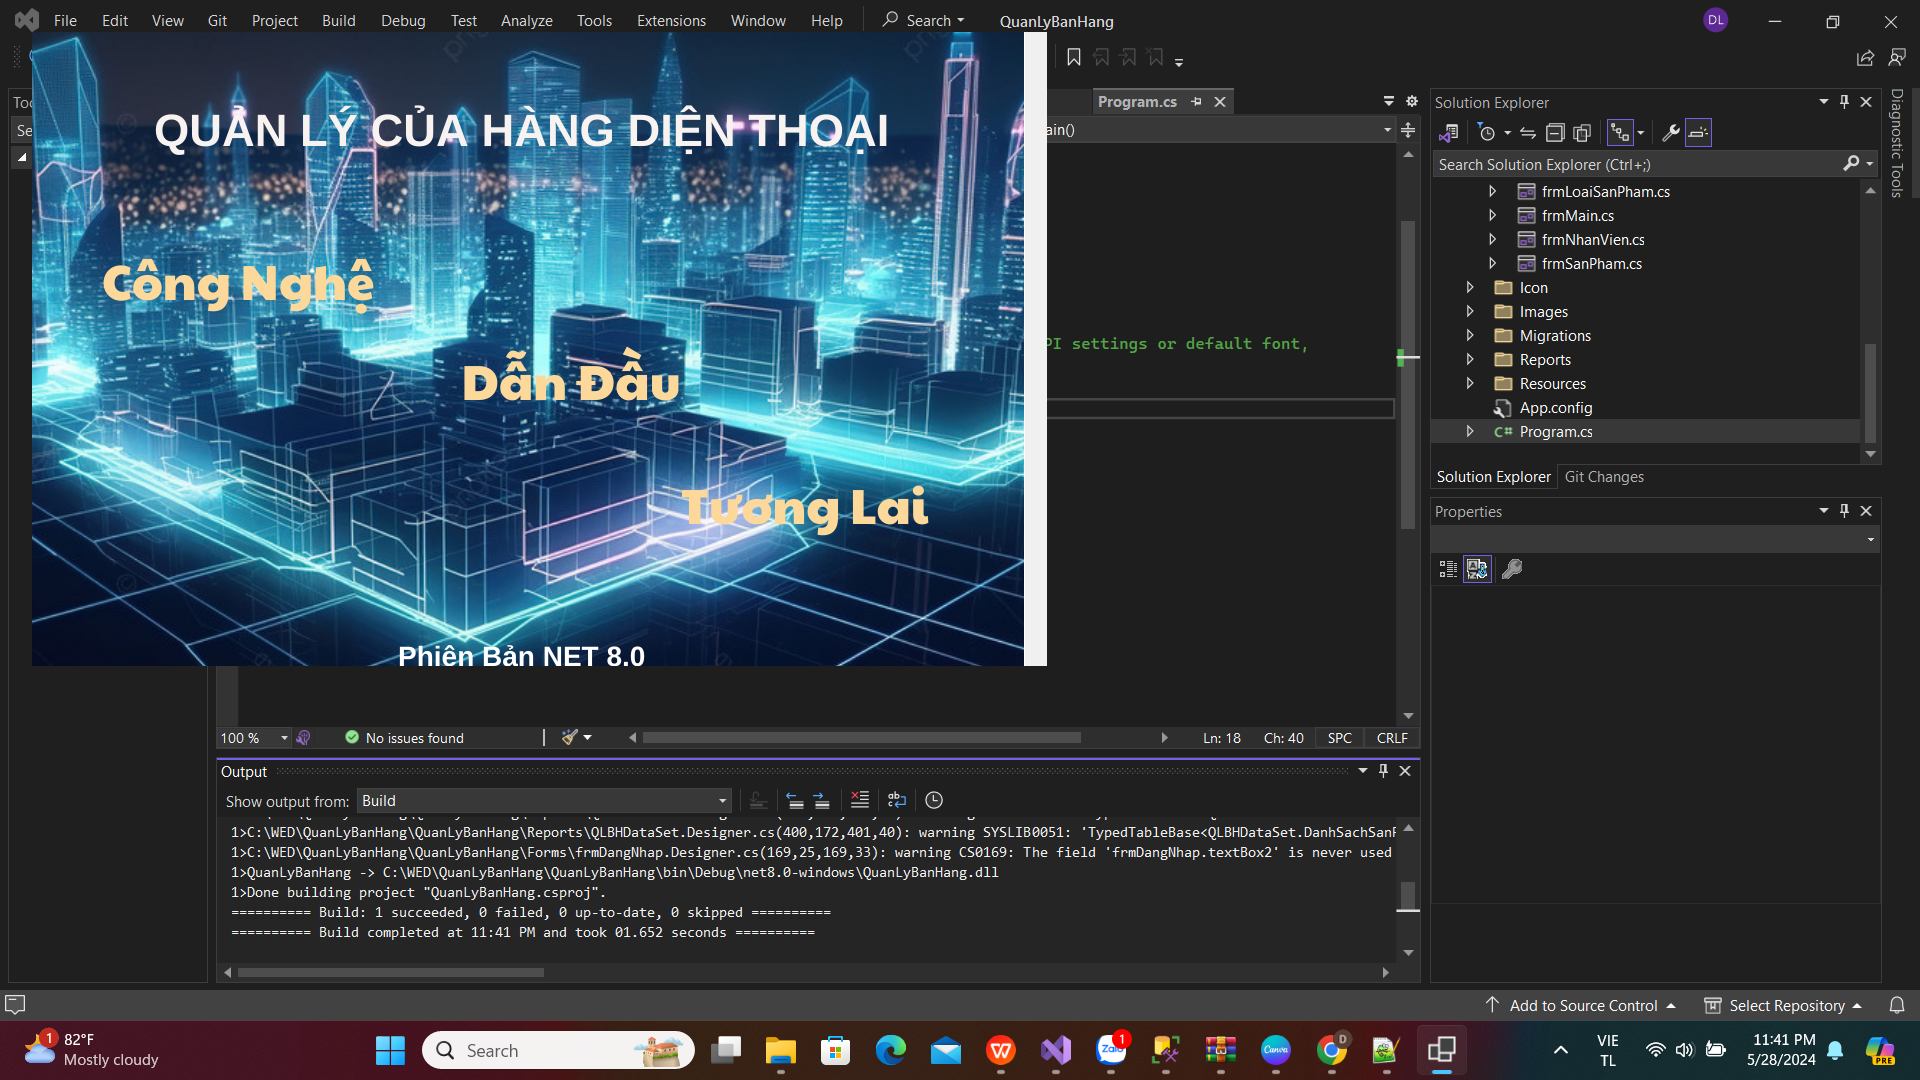 File Edit View Git Project Build Debug Test Analyze Tools Extensions Window Help Search QuanLyBanHang DL
Program.cs
ain()
QUẢN LÝ CỦA HÀNG DIỆN THOẠI
Công Nghệ
Dẫn Đầu
Tương Lai
Phiên Bản NET 8.0
PI settings or default font,
Solution Explorer
Search Solution Explorer (Ctrl+;)
frmLoaiSanPham.cs
frmMain.cs
frmNhanVien.cs
frmSanPham.cs
Icon
Images
Migrations
Reports
Resources
App.config
C# Program.cs
Solution Explorer Git Changes
Properties
Diagnostic Tools
100 % No issues found Ln: 18 Ch: 40 SPC CRLF
Output
Show output from: Build
1>C:\WED\QuanLyBanHang\QuanLyBanHang\Reports\QLBHDataSet.Designer.cs(400,172,401,40): warning SYSLIB0051: 'TypedTableBase<QLBHDataSet.DanhSachSanP
1>C:\WED\QuanLyBanHang\QuanLyBanHang\Forms\frmDangNhap.Designer.cs(169,25,169,33): warning CS0169: The field 'frmDangNhap.textBox2' is never used
1>QuanLyBanHang -> C:\WED\QuanLyBanHang\QuanLyBanHang\bin\Debug\net8.0-windows\QuanLyBanHang.dll
1>Done building project "QuanLyBanHang.csproj".
========== Build: 1 succeeded, 0 failed, 0 up-to-date, 0 skipped ==========
========== Build completed at 11:41 PM and took 01.652 seconds ==========
Add to Source Control Select Repository
1 82°F
Mostly cloudy
Search
Zalo 1
Canva
D
VIE
TL
11:41 PM
5/28/2024
PRE